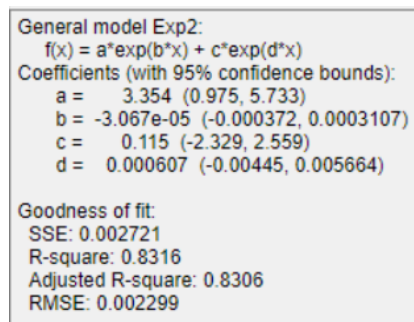 General model Exp2:
f(x) = a*exp(b*x) + c*exp(d*x)
Coefficients (with 95% confidence bounds):
a = 3.354 (0.975, 5.733)
b = -3.067e-05 (-0.000372, 0.0003107)
c = 0.115 (-2.329, 2.559)
d = 0.000607 (-0.00445, 0.005664)
Goodness of fit:
SSE: 0.002721
R-square: 0.8316
Adjusted R-square: 0.8306
RMSE: 0.002299